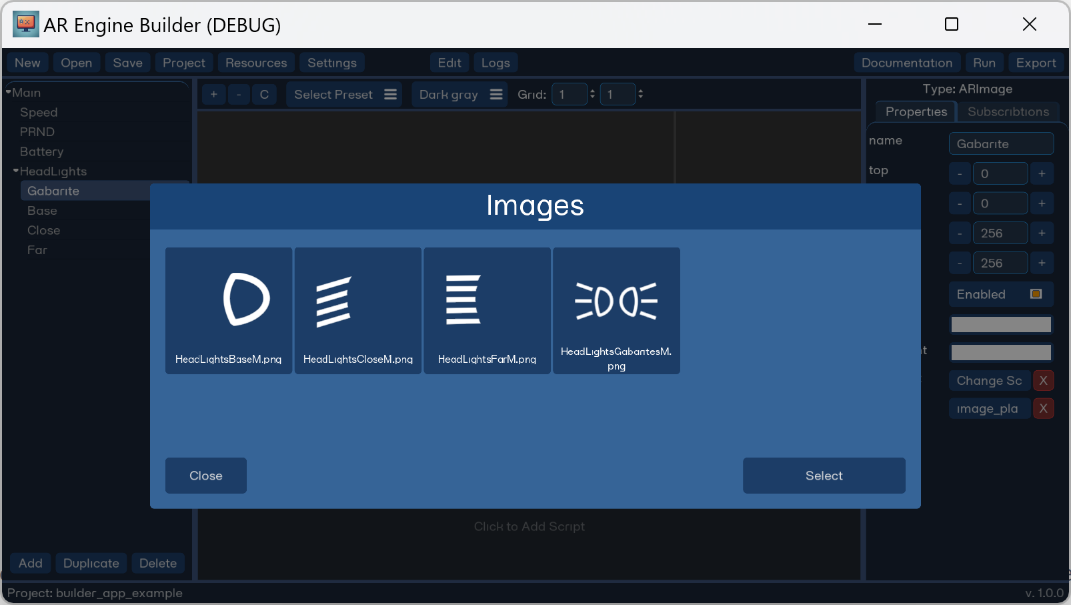 AR Engine Builder (DEBUG)
New Open Save Project Resources Settings Edit Logs Documentation Run Export
Main
Speed
PRND
Battery
HeadLights
Gabarite
Base
Close
Far
+ - C Select Preset Dark gray Grid: 1 1
Type: ARImage
Properties Subscribtions
name Gabarite
top
- 0 +
- 0 +
- 256 +
- 256 +
Enabled
t
Change Sc X
image_pla X
Images
HeadLightsBaseM.png
HeadLightsCloseM.png
HeadLightsFarM.png
HeadLightsGabaritesM.
png
Close Select
Click to Add Script
Add Duplicate Delete
Project: builder_app_example
v. 1.0.0